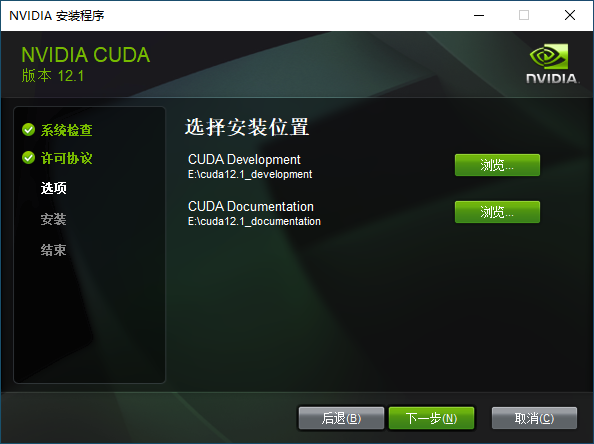 NVIDIA 安装程序
NVIDIA CUDA
版本 12.1
NVIDIA.
系统检查
许可协议
选项
安装
结束
选择安装位置
CUDA Development
E:\cuda12.1_development
浏览...
CUDA Documentation
E:\cuda12.1_documentation
浏览...
后退(B)
下一步(N)
取消(C)